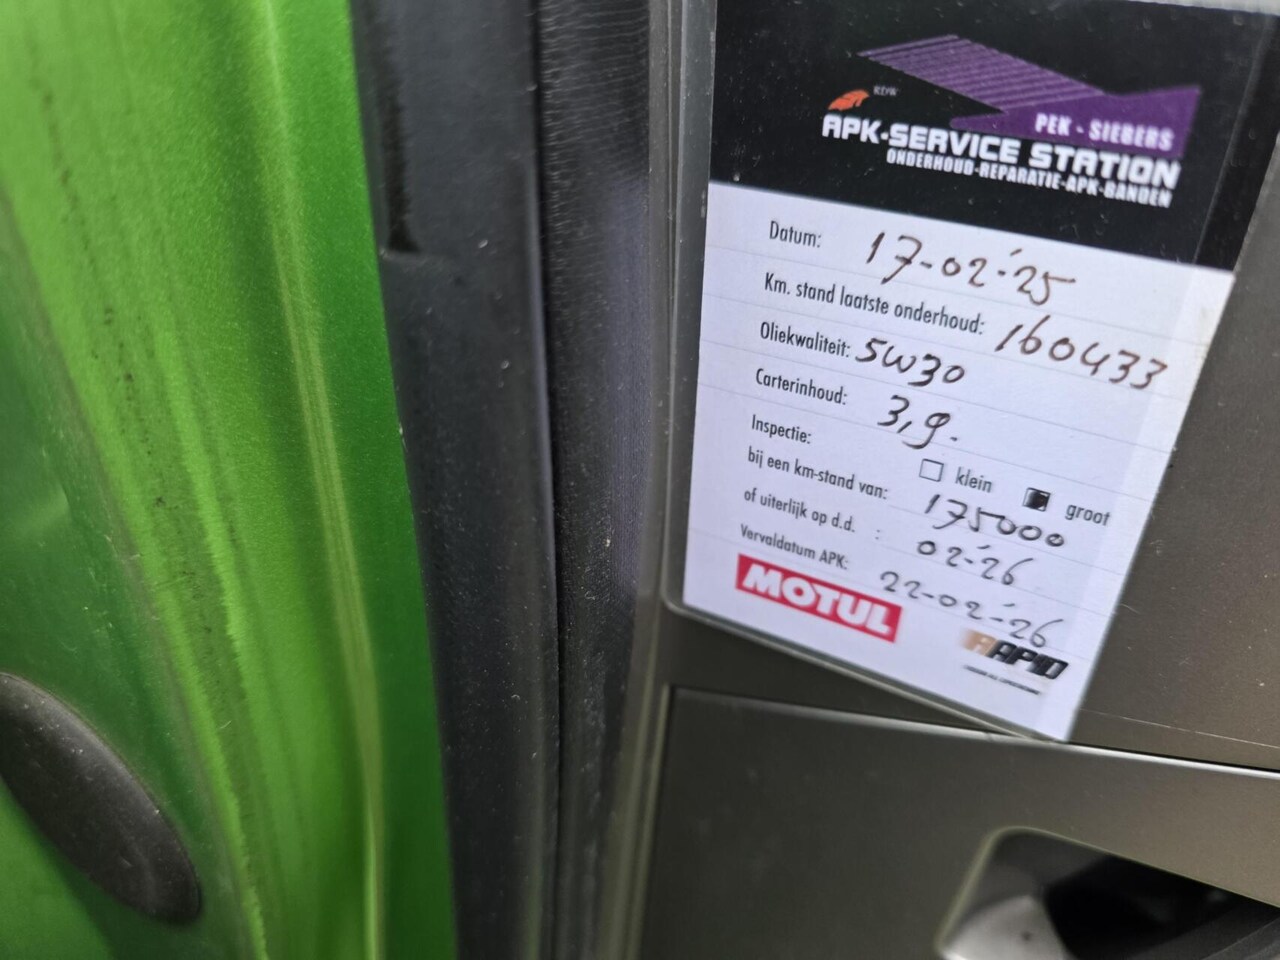 PEK - SIEBERS
APK-SERVICE STATION
ONDERHOUD-REPARATIE-APK-BANDEN
Datum: 17-02-'25
Km. stand laatste onderhoud: 160433
Oliekwaliteit: 5W30
Carterinhoud: 3,9.
Inspectie: klein groot
bij een km-stand van: 175000
of uiterlijk op d.d. : 02-'26
Vervaldatum APK: 22-02-'26
MOTUL
RAPID